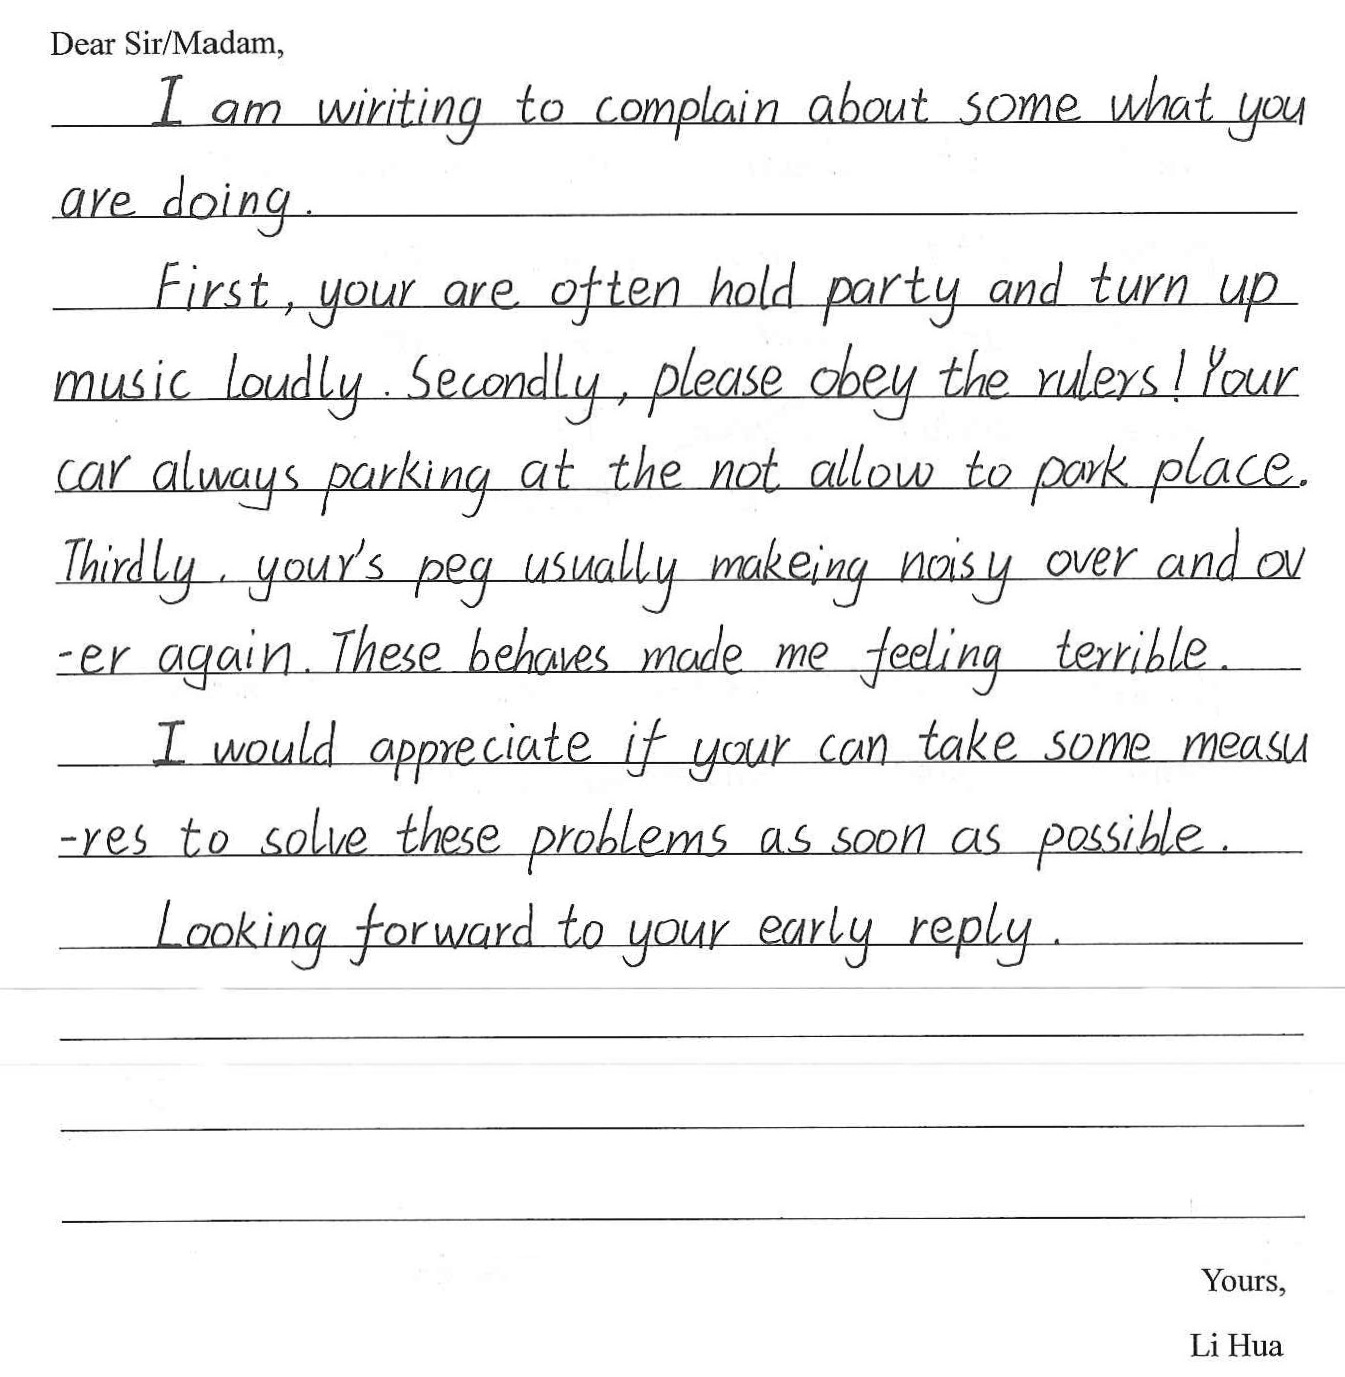 Dear Sir/Madam,
I am wiriting to complain about some what you
are doing.
First, your are often hold party and turn up
music loudly. Secondly, please obey the rulers! Your
car always parking at the not allow to park place.
Thirdly, your's peg usually makeing noisy over and ov
-er again. These behaves made me feeling terrible.
I would appreciate if your can take some measu
-res to solve these problems as soon as possible.
Looking forward to your early reply.
Yours,
Li Hua